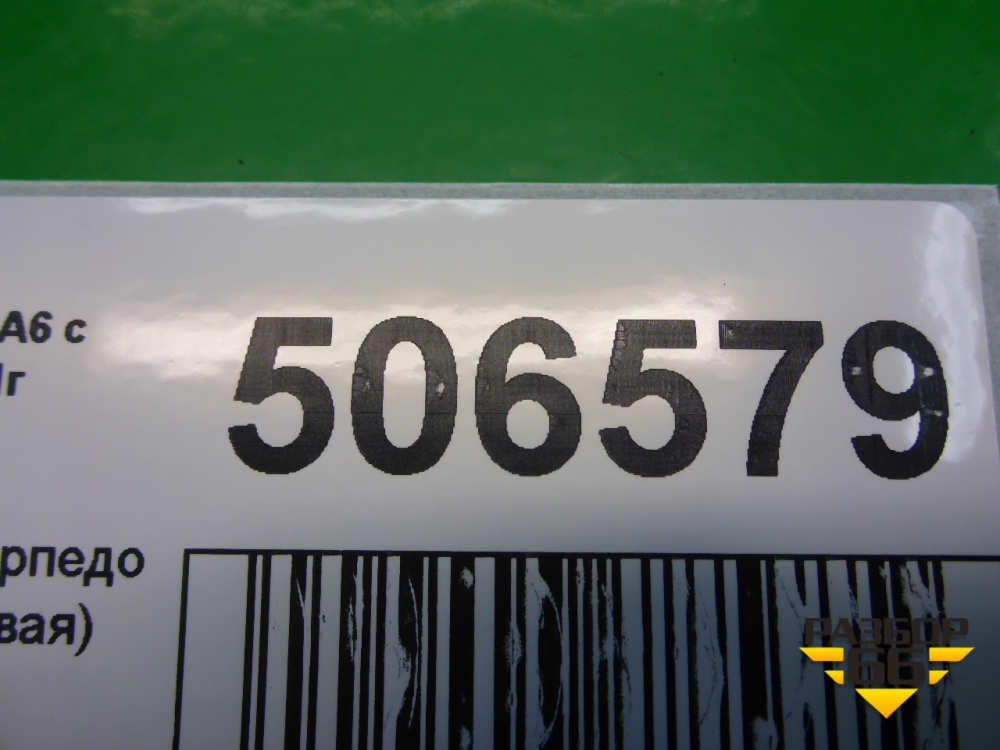 А6 с
506579
г
рпедо
вая)
РАЗБОР
66